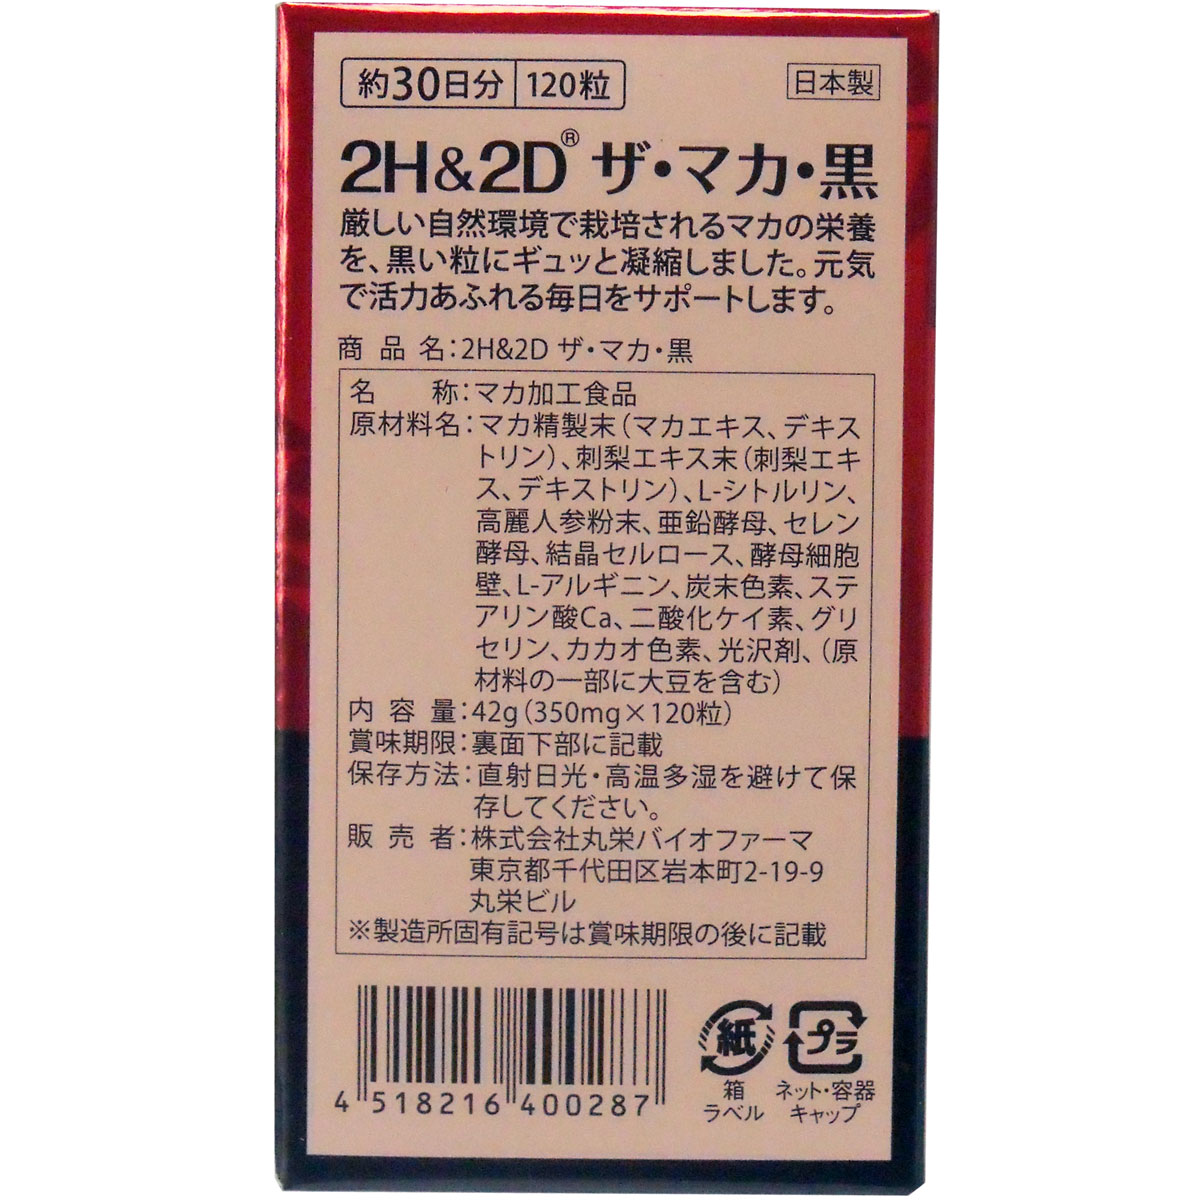 約30日分 120粒 日本製
2H&2D® ザ・マカ・黒
厳しい自然環境で栽培されるマカの栄養
を、黒い粒にギュッと凝縮しました。元気
で活力あふれる毎日をサポートします。
商品名：2H&2D ザ・マカ・黒
名称：マカ加工食品
原材料名：マカ精製末（マカエキス、デキス
トリン）、刺梨エキス末（刺梨エキ
ス、デキストリン）、L-シトルリン、
高麗人参粉末、亜鉛酵母、セレン
酵母、結晶セルロース、酵母細胞
壁、L-アルギニン、炭末色素、ステ
アリン酸Ca、二酸化ケイ素、グリ
セリン、カカオ色素、光沢剤、（原
材料の一部に大豆を含む）
内容量：42g（350mg×120粒）
賞味期限：裏面下部に記載
保存方法：直射日光・高温多湿を避けて保
存してください。
販売者：株式会社丸栄バイオファーマ
東京都千代田区岩本町2-19-9
丸栄ビル
※製造所固有記号は賞味期限の後に記載
4 518216 400287
紙 プラ
箱 ネット・容器
ラベル キャップ